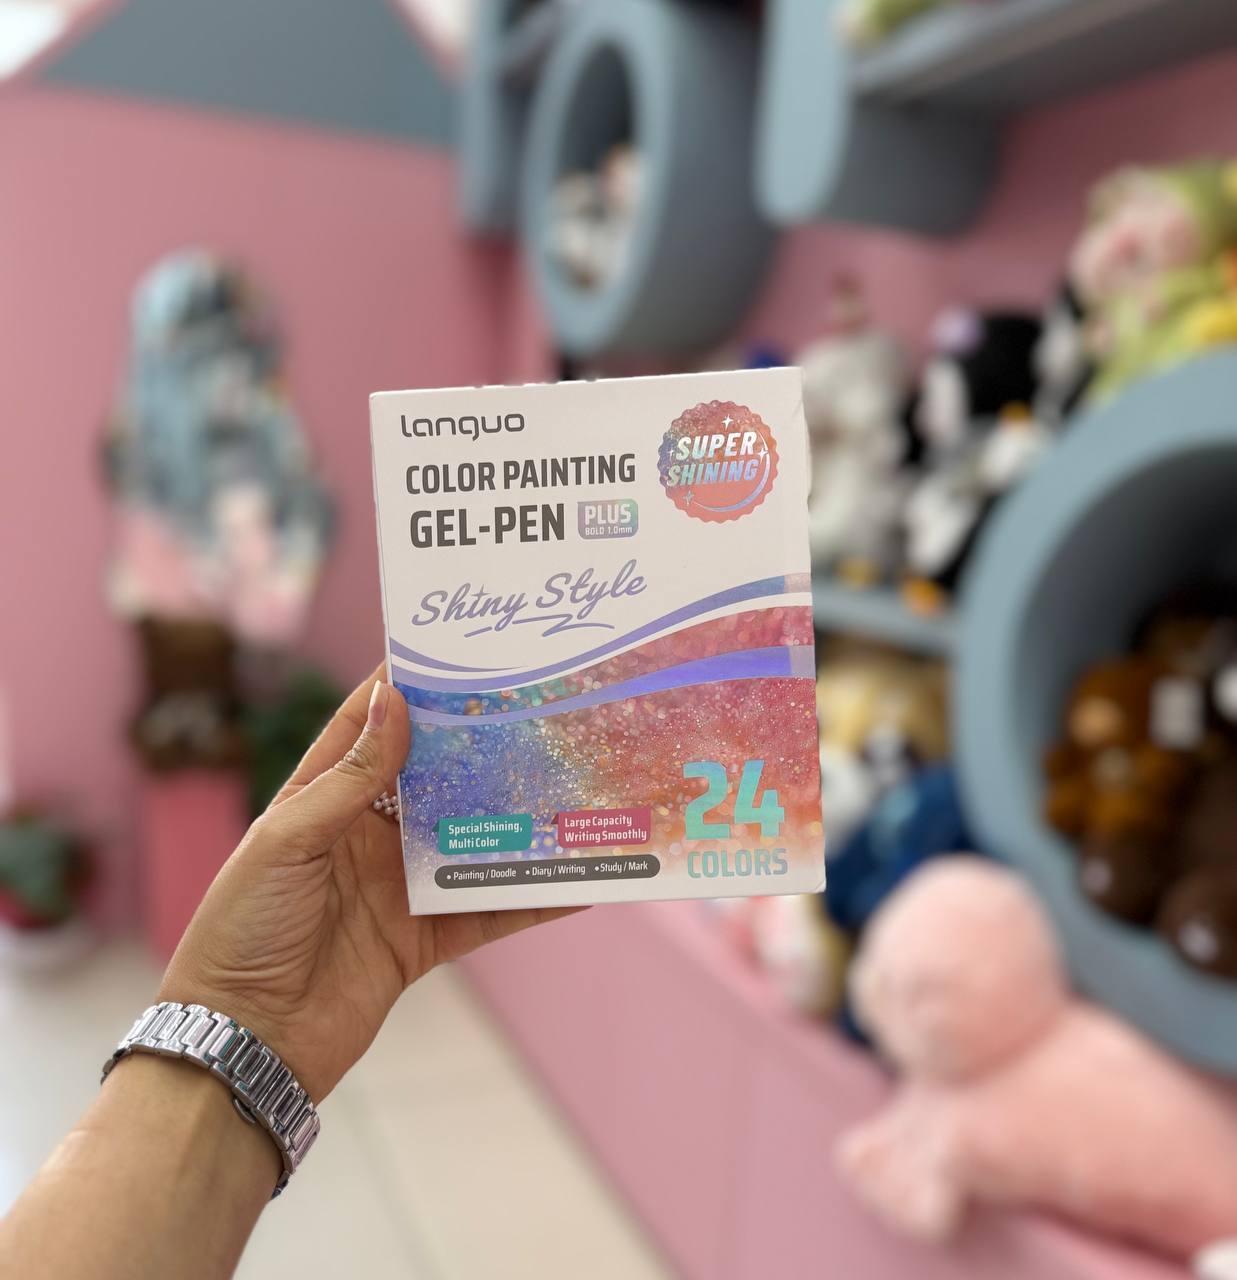 Languo
COLOR PAINTING
GEL-PEN PLUS
BOLD 1.0mm
SUPER
SHINING
Shiny Style
Special Shining,
Multi Color
Large Capacity
Writing Smoothly
24
COLORS
• Painting / Doodle • Diary / Writing • Study / Mark